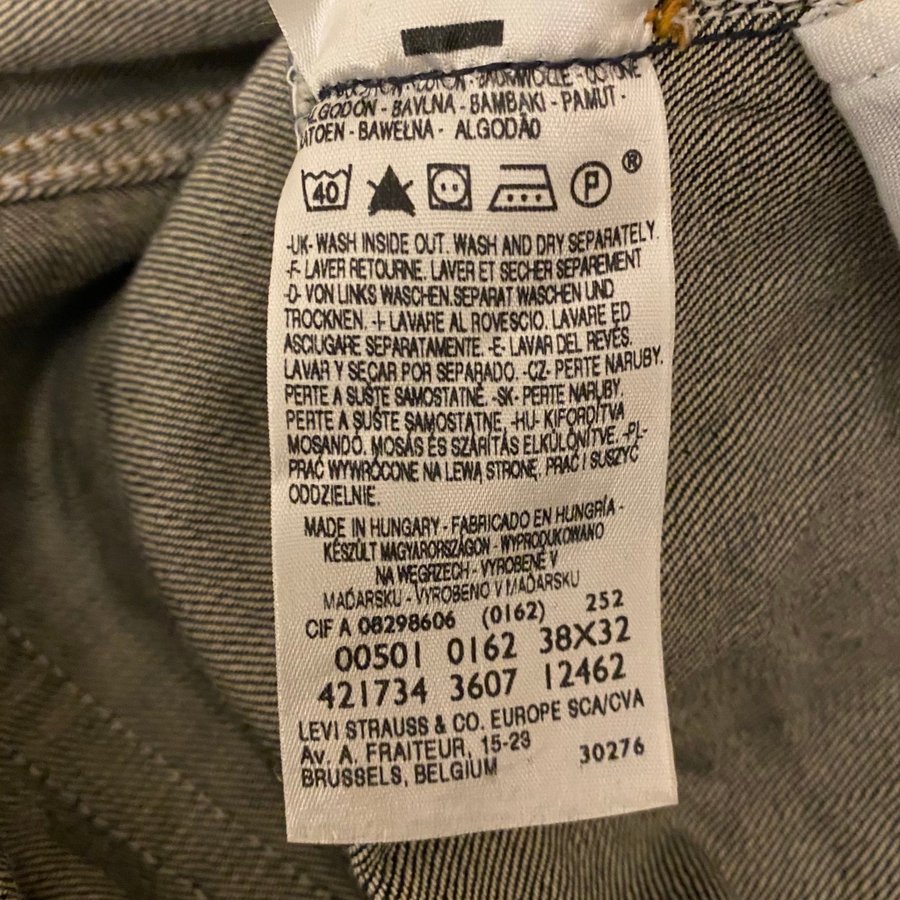 COTON - BAUMWOLLE - COTONE
ALGODÓN - BAVLNA - BAMBAKI - PAMUT -
KATOEN - BAWEŁNA - ALGODÃO
40 P ®
-UK- WASH INSIDE OUT. WASH AND DRY SEPARATELY.
-F- LAVER RETOURNE. LAVER ET SECHER SEPAREMENT
-D- VON LINKS WASCHEN.SEPARAT WASCHEN UND
TROCKNEN. -I- LAVARE AL ROVESCIO. LAVARE ED
ASCIUGARE SEPARATAMENTE. -E- LAVAR DEL REVÉS.
LAVAR Y SECAR POR SEPARADO. -CZ- PERTE NARUBY.
PERTE A SUŠTE SAMOSTATNĚ. -SK- PERTE NARUBY.
PERTE A SUŠTE SAMOSTATNE. -HU- KIFORDÍTVA
MOSANDÓ. MOSÁS ÉS SZÁRÍTÁS ELKÜLÖNÍTVE. -PL-
PRAĆ WYWRÓCONE NA LEWĄ STRONĘ. PRAĆ I SUSZYĆ
ODDZIELNIE.
MADE IN HUNGARY - FABRICADO EN HUNGRÍA -
KÉSZÜLT MAGYARORSZÁGON - WYPRODUKOWANO
NA WĘGRZECH - VYROBENÉ V
MAĎARSKU - VYROBENO V MAĎARSKU
CIF A 08298606 (0162) 252
00501 0162 38X32
421734 3607 12462
LEVI STRAUSS & CO. EUROPE SCA/CVA
Av. A. FRAITEUR, 15-23
BRUSSELS, BELGIUM 30276